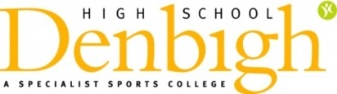 HIGH SCHOOL
Denbigh
A SPECIALIST SPORTS COLLEGE